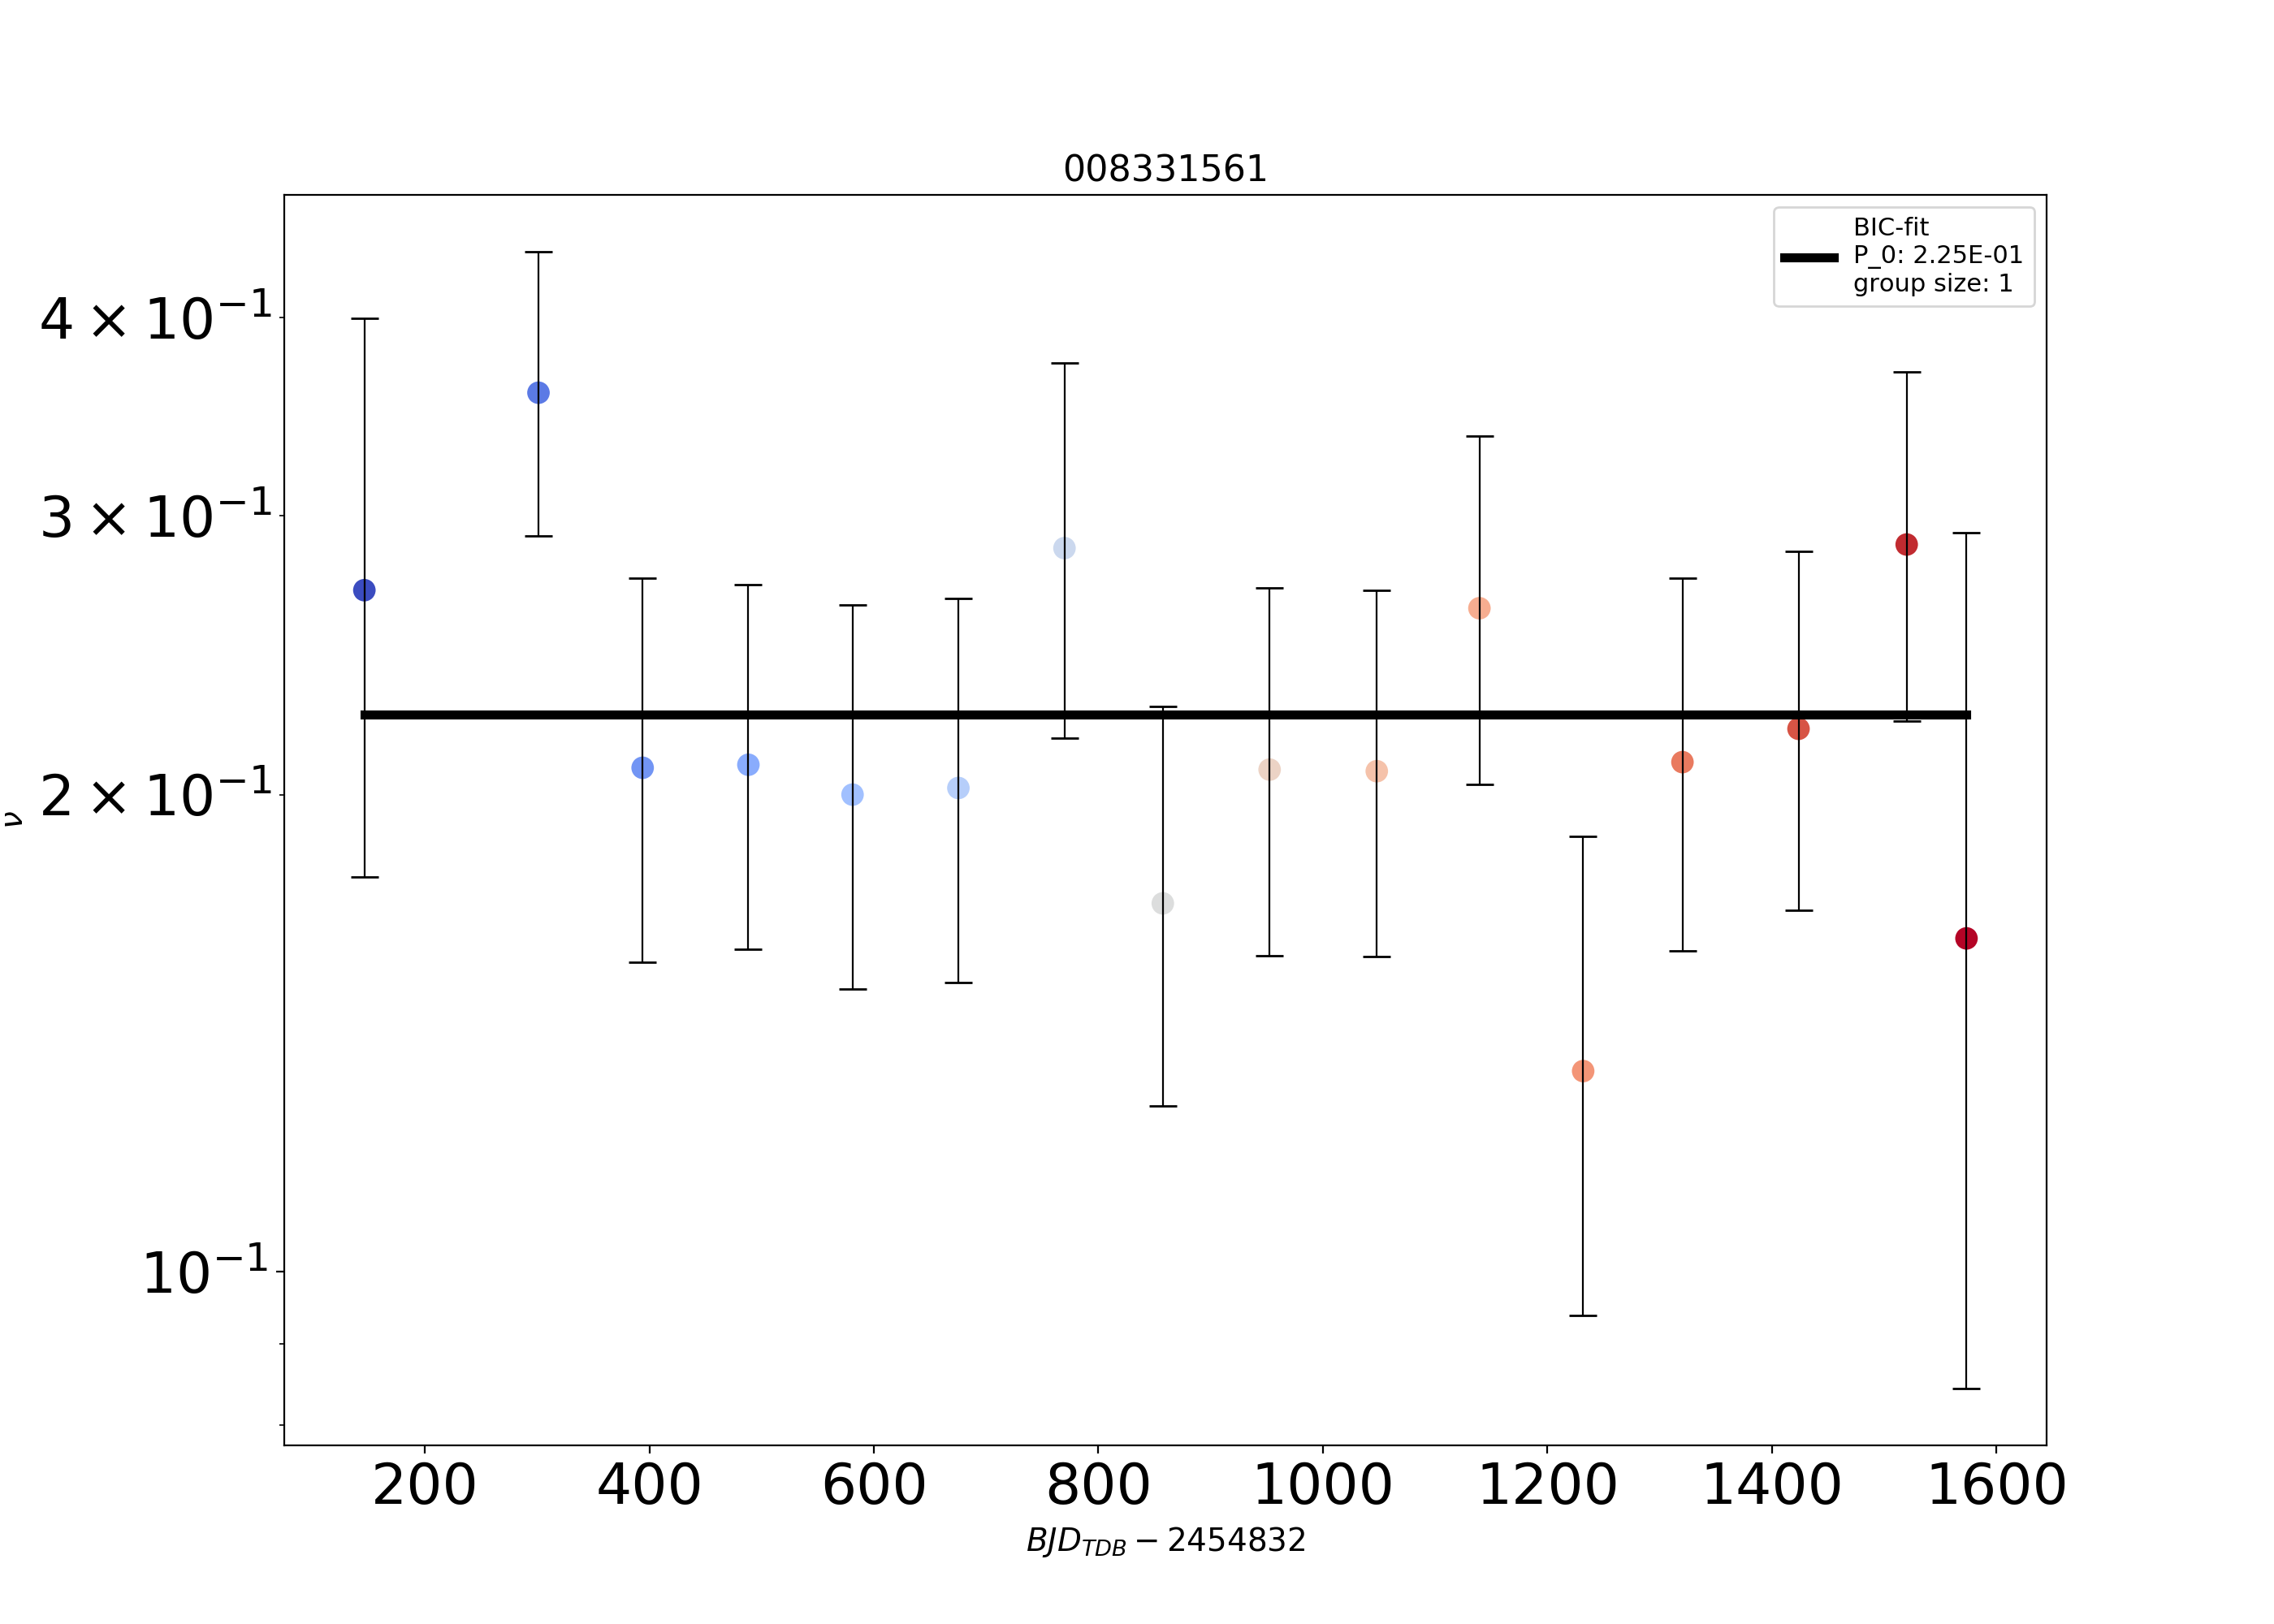 008331561
BIC-fit
P_0: 2.25E-01
group size: 1
4 × 10⁻¹
3 × 10⁻¹
2 × 10⁻¹
10⁻¹
ν
200 400 600 800 1000 1200 1400 1600
BJD_TDB − 2454832